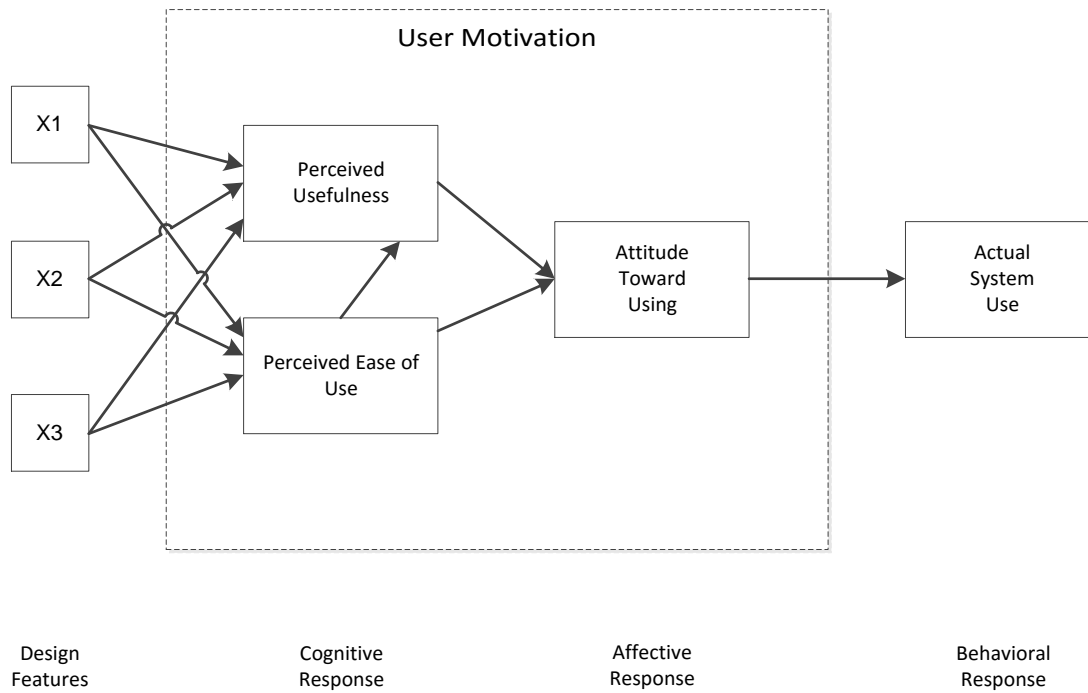 User Motivation
X1
X2
X3
Perceived
Usefulness
Perceived Ease of
Use
Attitude
Toward
Using
Actual
System
Use
Design
Features
Cognitive
Response
Affective
Response
Behavioral
Response